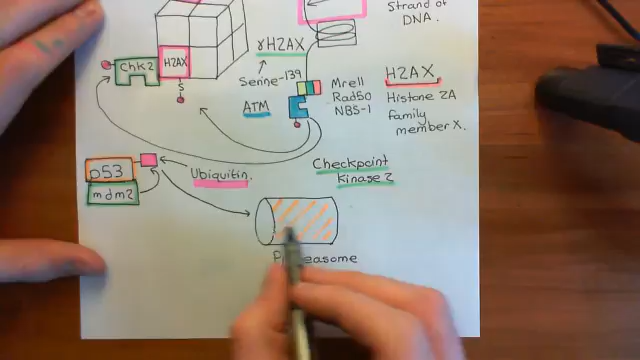 Strand of
DNA.
γH2AX
Chk2
H2AX
S
Serine-139
ATM
Mre11
Rad50
NBS-1
H2AX
Histone 2A
family
member X.
p53
mdm2
Ubiquitin.
Checkpoint
Kinase 2